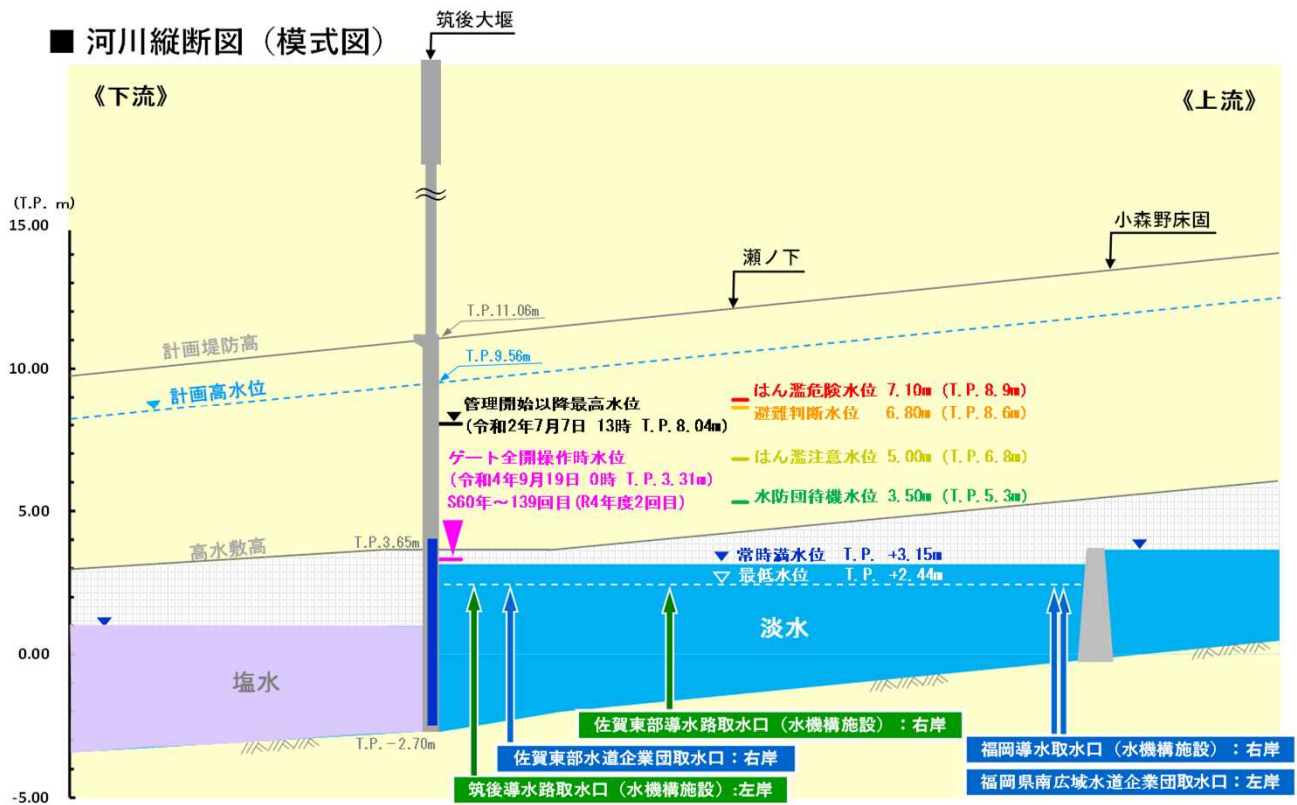 筑後大堰
■ 河川縦断図（模式図）
《下流》
《上流》
(T.P. m)
15.00
小森野床固
瀬ノ下
T.P.11.06m
計画堤防高
10.00
T.P.9.56m
計画高水位
はん濫危険水位 7.10m (T.P.8.9m)
管理開始以降最高水位
避難判断水位 6.80m (T.P.8.6m)
(令和2年7月7日 13時 T.P.8.04m)
ゲート全開操作時水位
はん濫注意水位 5.00m (T.P.6.8m)
(令和4年9月19日 0時 T.P.3.31m)
S60年～139回目(R4年度2回目)
水防団待機水位 3.50m (T.P.5.3m)
5.00
T.P.3.65m
高水敷高
常時満水位 T.P. +3.15m
最低水位 T.P. +2.44m
淡水
0.00
塩水
佐賀東部導水路取水口（水機構施設）：右岸
T.P.－2.70m
佐賀東部水道企業団取水口：右岸
福岡導水取水口（水機構施設）：右岸
筑後導水路取水口（水機構施設）:左岸
福岡県南広域水道企業団取水口：左岸
-5.00